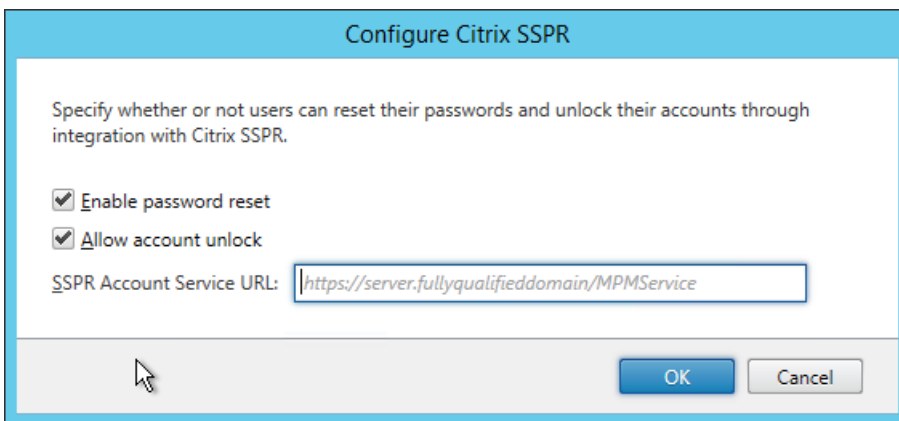 Configure Citrix SSPR
Specify whether or not users can reset their passwords and unlock their accounts through
integration with Citrix SSPR.
Enable password reset
Allow account unlock
SSPR Account Service URL: https://server.fullyqualifieddomain/MPMService
OK Cancel